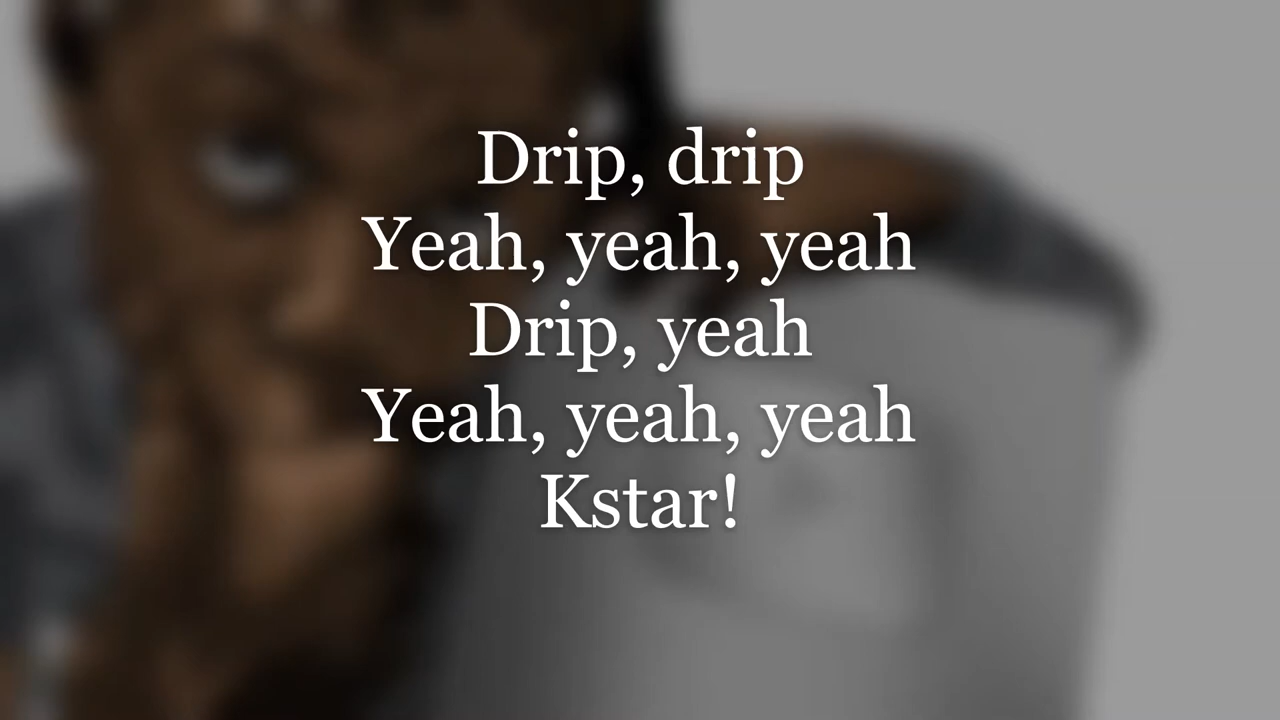 Drip, drip
Yeah, yeah, yeah
Drip, yeah
Yeah, yeah, yeah
Kstar!